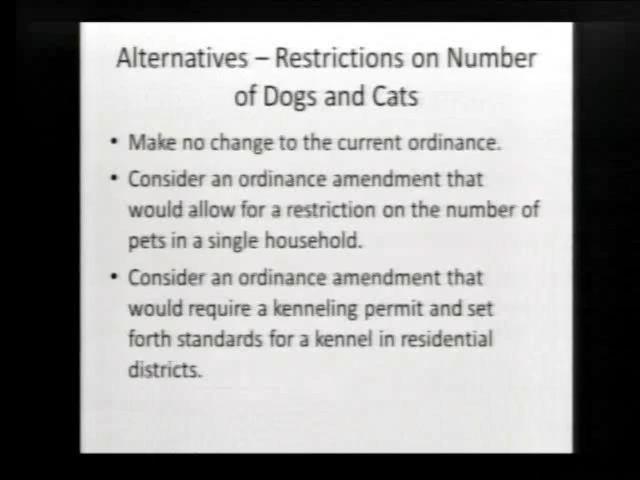 Alternatives – Restrictions on Number
of Dogs and Cats
• Make no change to the current ordinance.
• Consider an ordinance amendment that
would allow for a restriction on the number of
pets in a single household.
• Consider an ordinance amendment that
would require a kenneling permit and set
forth standards for a kennel in residential
districts.